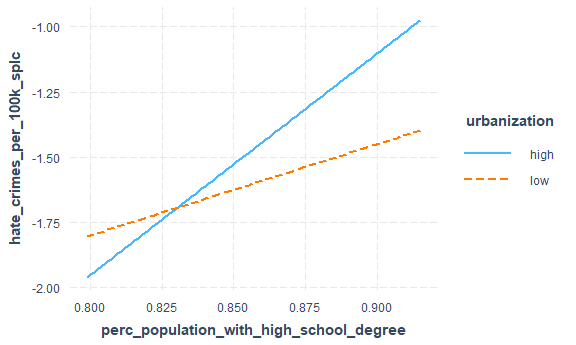 hate_crimes_per_100k_splc
-1.00
-1.25
-1.50
-1.75
-2.00
0.800 0.825 0.850 0.875 0.900
perc_population_with_high_school_degree
urbanization
high
low